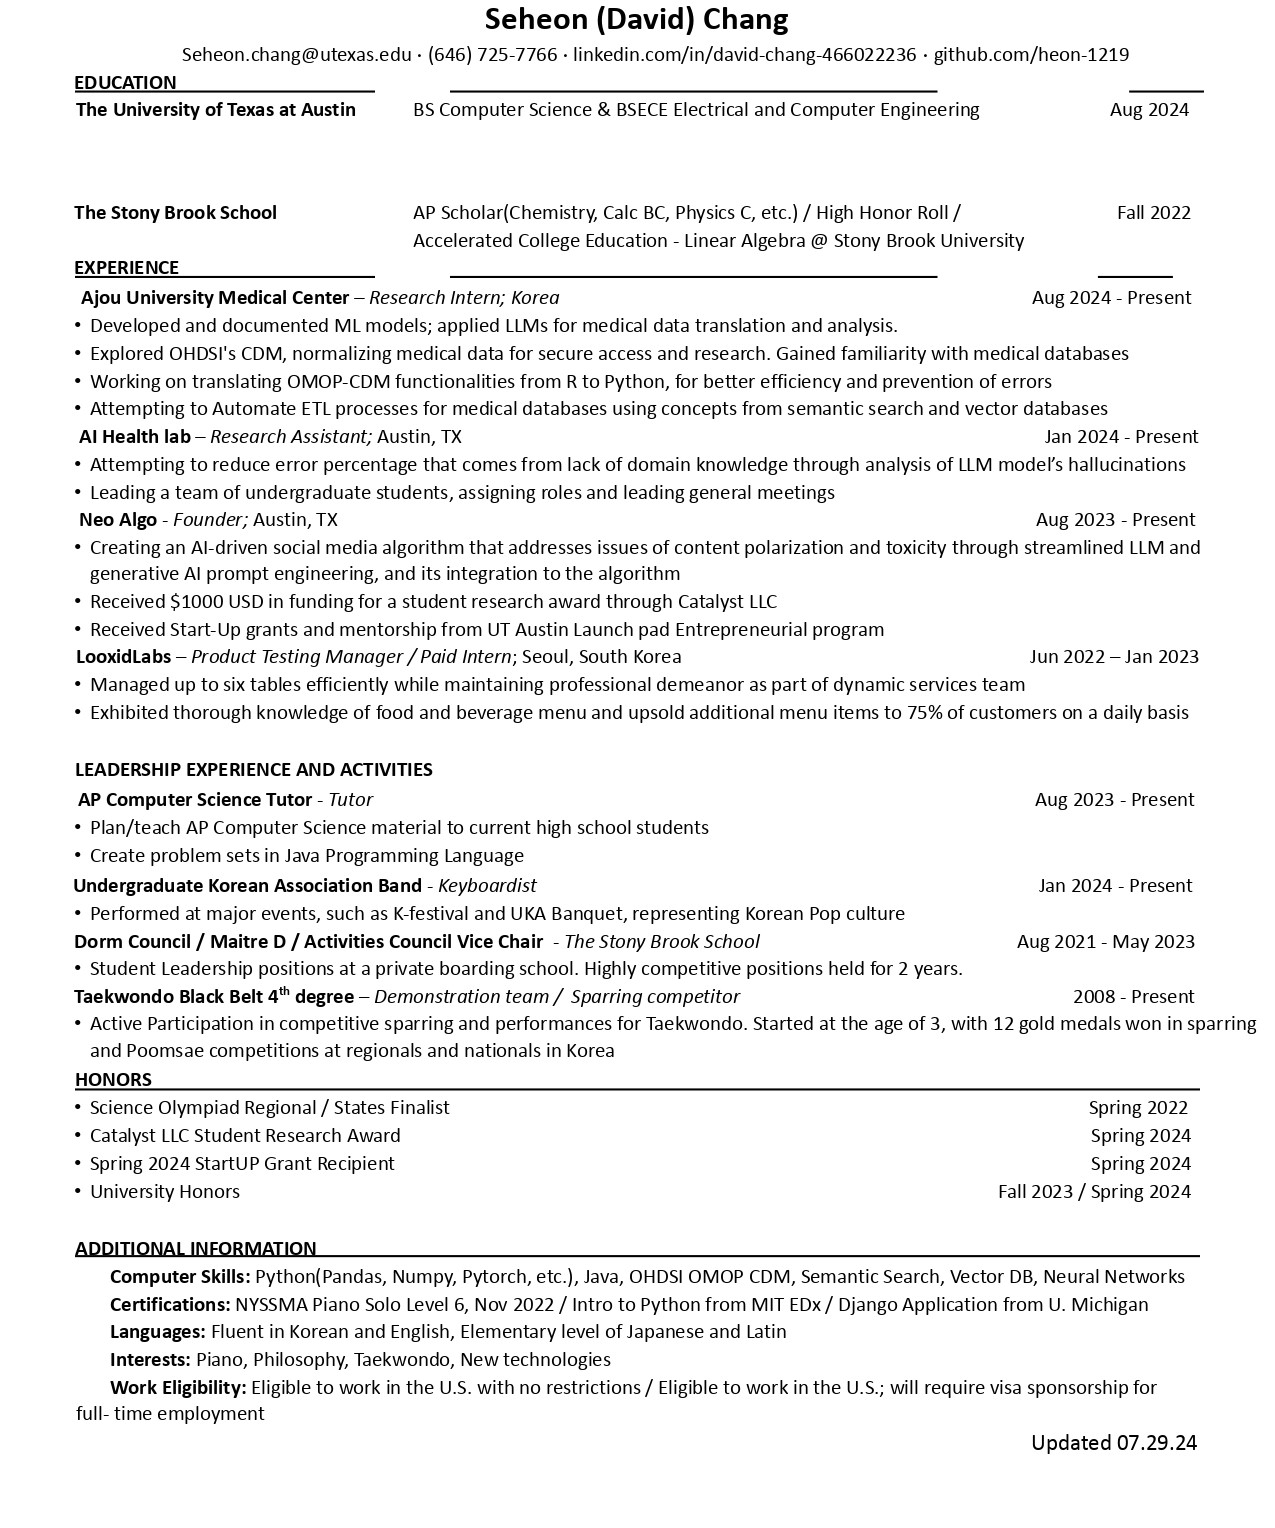 Seheon (David) Chang
Seheon.chang@utexas.edu · (646) 725-7766 · linkedin.com/in/david-chang-466022236 · github.com/heon-1219
EDUCATION
The University of Texas at Austin BS Computer Science & BSECE Electrical and Computer Engineering Aug 2024
The Stony Brook School AP Scholar(Chemistry, Calc BC, Physics C, etc.) / High Honor Roll / Fall 2022
Accelerated College Education - Linear Algebra @ Stony Brook University
EXPERIENCE
Ajou University Medical Center – Research Intern; Korea Aug 2024 - Present
• Developed and documented ML models; applied LLMs for medical data translation and analysis.
• Explored OHDSI's CDM, normalizing medical data for secure access and research. Gained familiarity with medical databases
• Working on translating OMOP-CDM functionalities from R to Python, for better efficiency and prevention of errors
• Attempting to Automate ETL processes for medical databases using concepts from semantic search and vector databases
AI Health lab – Research Assistant; Austin, TX Jan 2024 - Present
• Attempting to reduce error percentage that comes from lack of domain knowledge through analysis of LLM model’s hallucinations
• Leading a team of undergraduate students, assigning roles and leading general meetings
Neo Algo - Founder; Austin, TX Aug 2023 - Present
• Creating an AI-driven social media algorithm that addresses issues of content polarization and toxicity through streamlined LLM and
generative AI prompt engineering, and its integration to the algorithm
• Received $1000 USD in funding for a student research award through Catalyst LLC
• Received Start-Up grants and mentorship from UT Austin Launch pad Entrepreneurial program
LooxidLabs – Product Testing Manager / Paid Intern; Seoul, South Korea Jun 2022 – Jan 2023
• Managed up to six tables efficiently while maintaining professional demeanor as part of dynamic services team
• Exhibited thorough knowledge of food and beverage menu and upsold additional menu items to 75% of customers on a daily basis
LEADERSHIP EXPERIENCE AND ACTIVITIES
AP Computer Science Tutor - Tutor Aug 2023 - Present
• Plan/teach AP Computer Science material to current high school students
• Create problem sets in Java Programming Language
Undergraduate Korean Association Band - Keyboardist Jan 2024 - Present
• Performed at major events, such as K-festival and UKA Banquet, representing Korean Pop culture
Dorm Council / Maitre D / Activities Council Vice Chair - The Stony Brook School Aug 2021 - May 2023
• Student Leadership positions at a private boarding school. Highly competitive positions held for 2 years.
Taekwondo Black Belt 4th degree – Demonstration team / Sparring competitor 2008 - Present
• Active Participation in competitive sparring and performances for Taekwondo. Started at the age of 3, with 12 gold medals won in sparring
and Poomsae competitions at regionals and nationals in Korea
HONORS
• Science Olympiad Regional / States Finalist Spring 2022
• Catalyst LLC Student Research Award Spring 2024
• Spring 2024 StartUP Grant Recipient Spring 2024
• University Honors Fall 2023 / Spring 2024
ADDITIONAL INFORMATION
Computer Skills: Python(Pandas, Numpy, Pytorch, etc.), Java, OHDSI OMOP CDM, Semantic Search, Vector DB, Neural Networks
Certifications: NYSSMA Piano Solo Level 6, Nov 2022 / Intro to Python from MIT EDx / Django Application from U. Michigan
Languages: Fluent in Korean and English, Elementary level of Japanese and Latin
Interests: Piano, Philosophy, Taekwondo, New technologies
Work Eligibility: Eligible to work in the U.S. with no restrictions / Eligible to work in the U.S.; will require visa sponsorship for
full- time employment
Updated 07.29.24